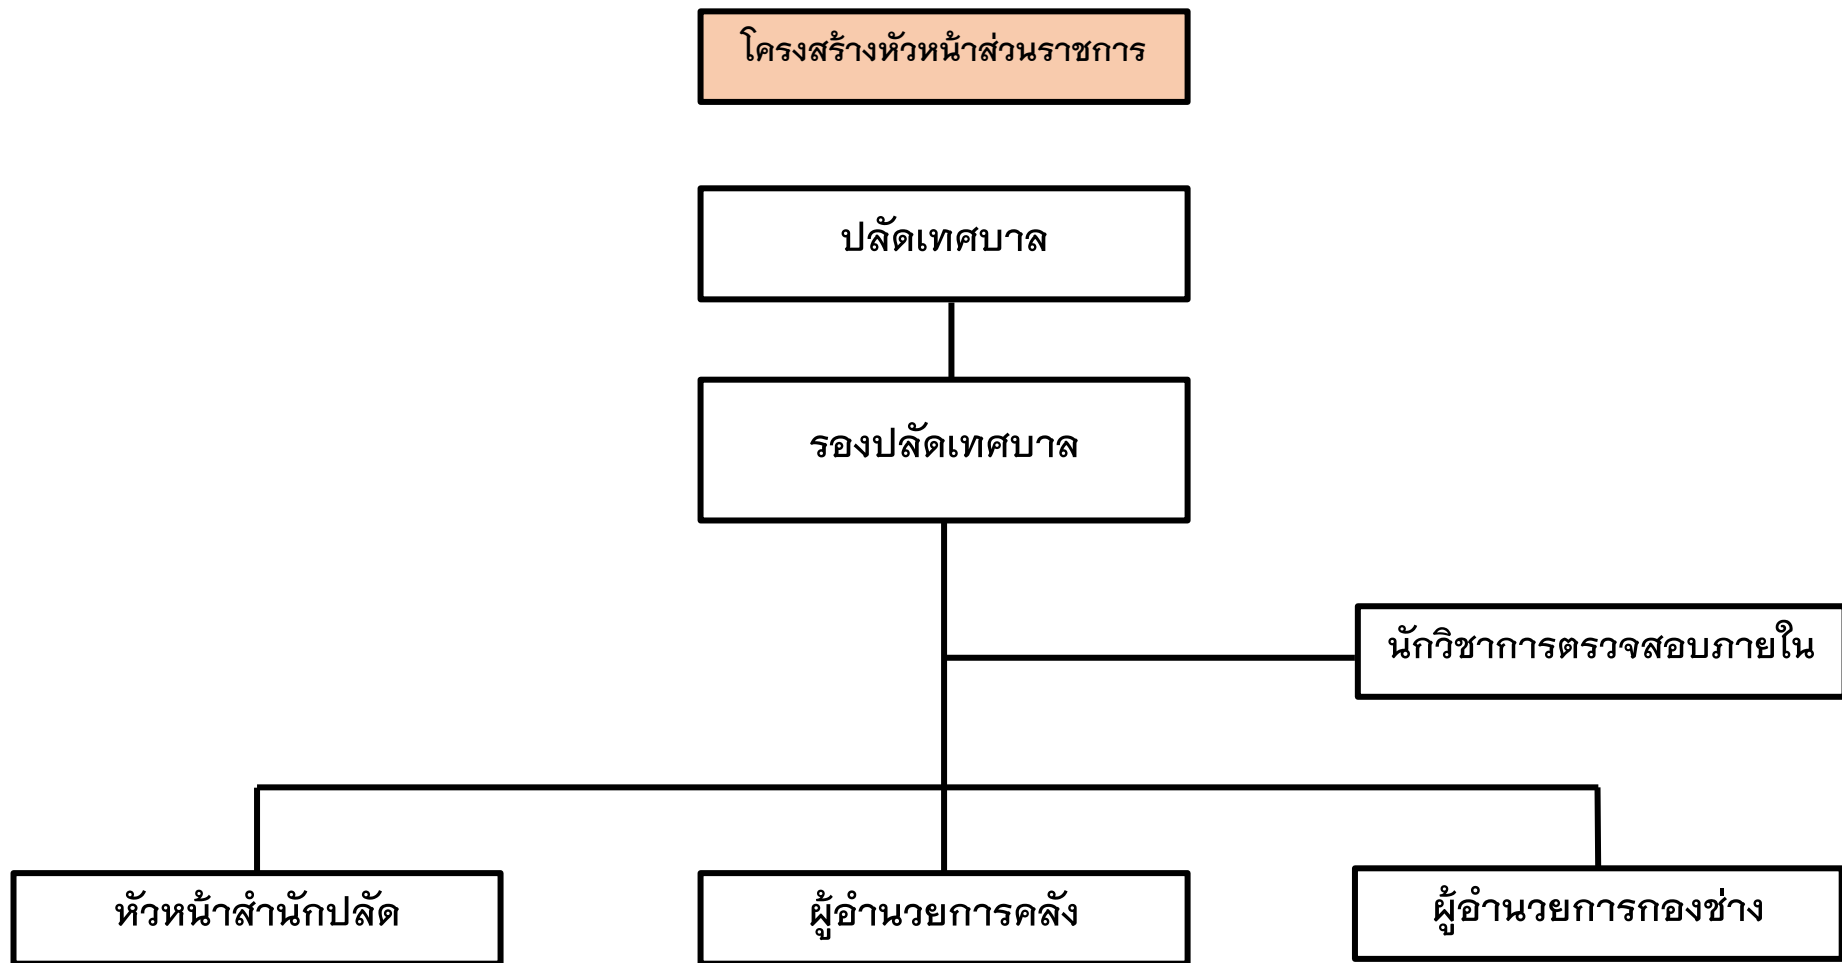 โครงสร้างหัวหน้าส่วนราชการ
ปลัดเทศบาล
รองปลัดเทศบาล
นักวิชาการตรวจสอบภายใน
หัวหน้าสำนักปลัด
ผู้อำนวยการคลัง
ผู้อำนวยการกองช่าง